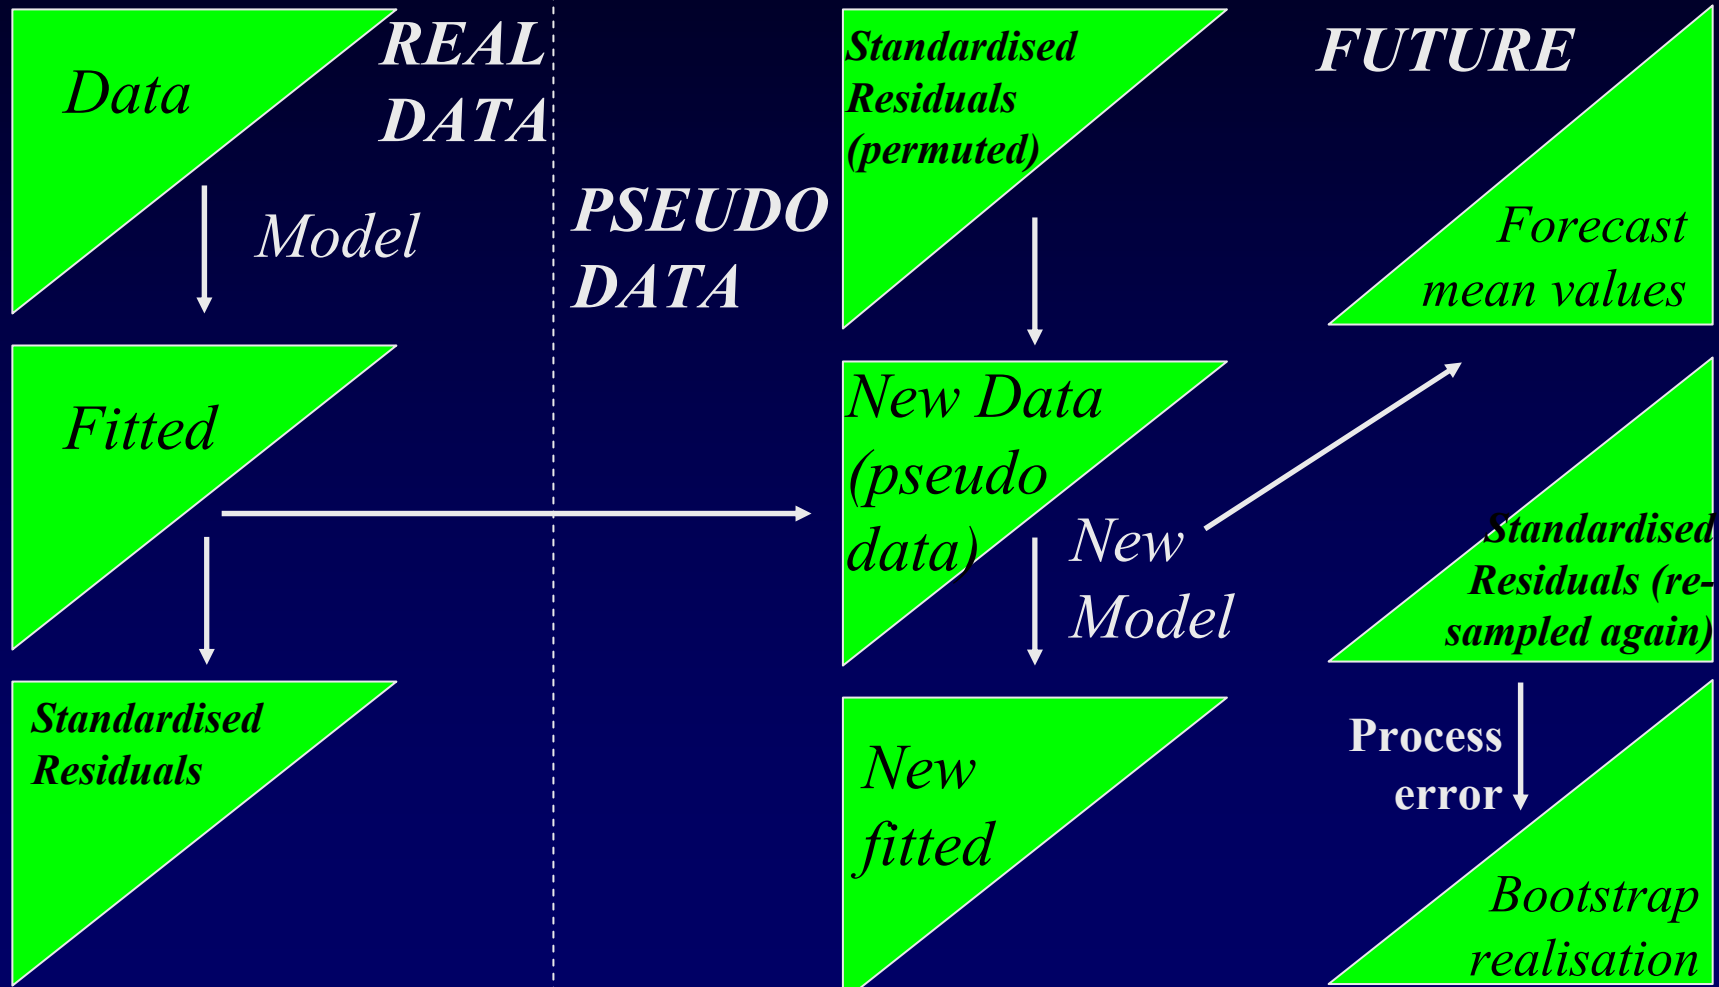 Data
REAL
DATA
Model
Fitted
Standardised
Residuals
PSEUDO
DATA
Standardised
Residuals
(permuted)
New Data
(pseudo
data)
New
Model
New
fitted
FUTURE
Forecast
mean values
Standardised
Residuals (re-
sampled again)
Process
error
Bootstrap
realisation